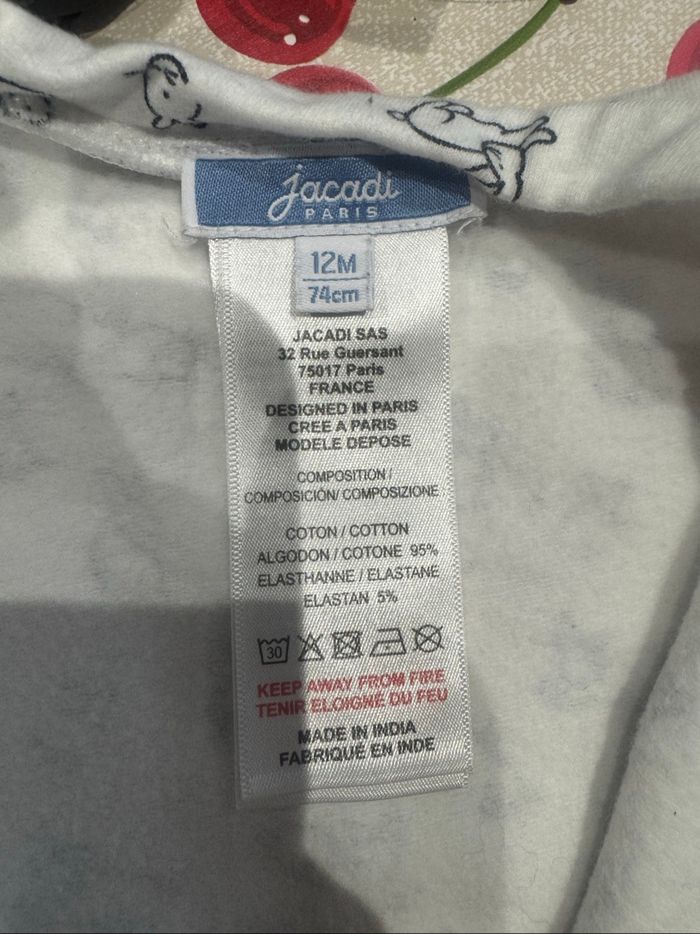 jacadi
PARIS
12M
74cm
JACADI SAS
32 Rue Guersant
75017 Paris
FRANCE
DESIGNED IN PARIS
CREE A PARIS
MODELE DEPOSE
COMPOSITION /
COMPOSICIÓN/ COMPOSIZIONE
COTON / COTTON
ALGODON / COTONE 95%
ELASTHANNE / ELASTANE
ELASTAN 5%
30
KEEP AWAY FROM FIRE
TENIR ELOIGNÉ DU FEU
MADE IN INDIA
FABRIQUÉ EN INDE